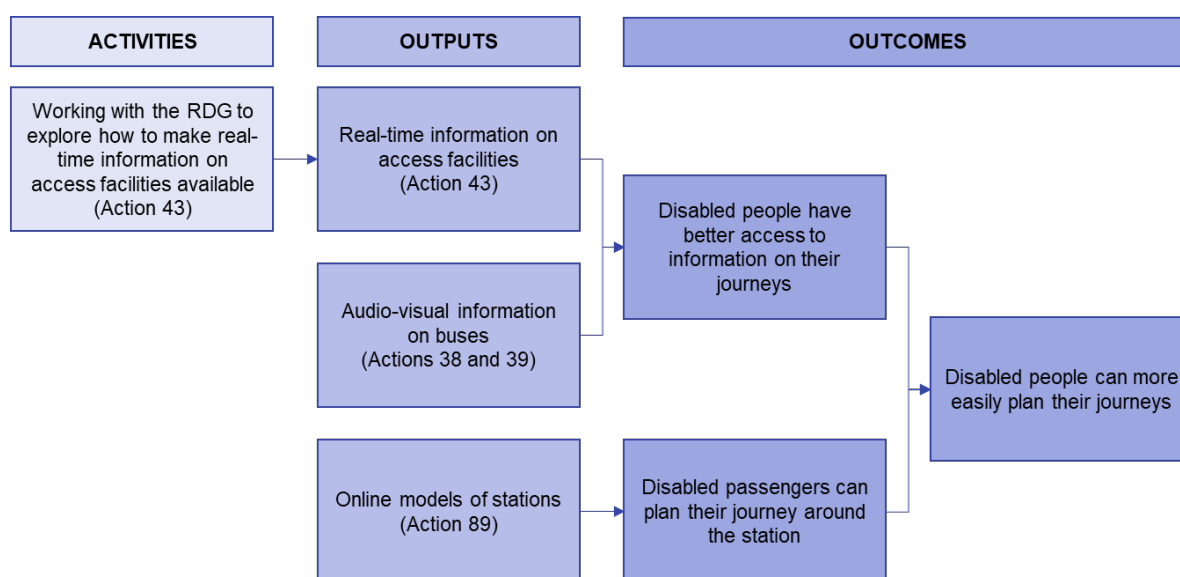 ACTIVITIES
OUTPUTS
OUTCOMES
Working with the RDG to
explore how to make real-
time information on
access facilities available
(Action 43)
Real-time information on
access facilities
(Action 43)
Audio-visual information
on buses
(Actions 38 and 39)
Online models of stations
(Action 89)
Disabled people have
better access to
information on their
journeys
Disabled passengers can
plan their journey around
the station
Disabled people can more
easily plan their journeys